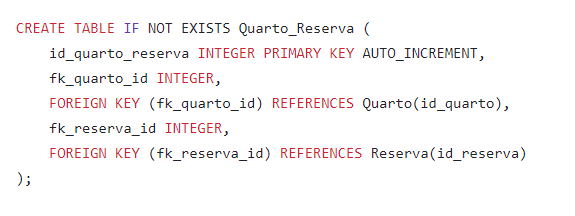 CREATE TABLE IF NOT EXISTS Quarto_Reserva (
    id_quarto_reserva INTEGER PRIMARY KEY AUTO_INCREMENT,
    fk_quarto_id INTEGER,
    FOREIGN KEY (fk_quarto_id) REFERENCES Quarto(id_quarto),
    fk_reserva_id INTEGER,
    FOREIGN KEY (fk_reserva_id) REFERENCES Reserva(id_reserva)
);